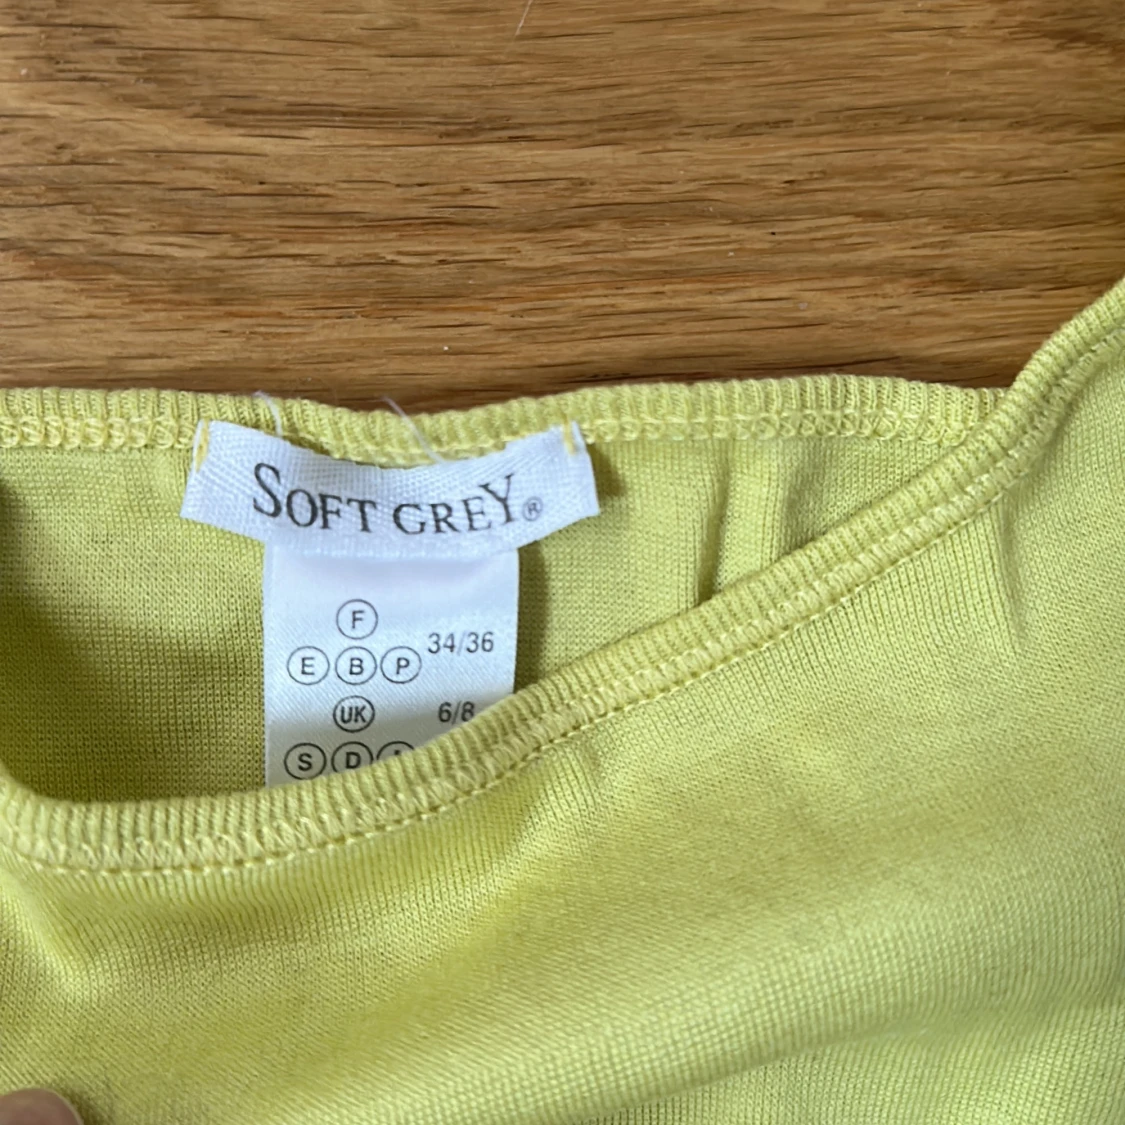 SOFT GREY®
F
E B P 34/36
UK 6/8
S D